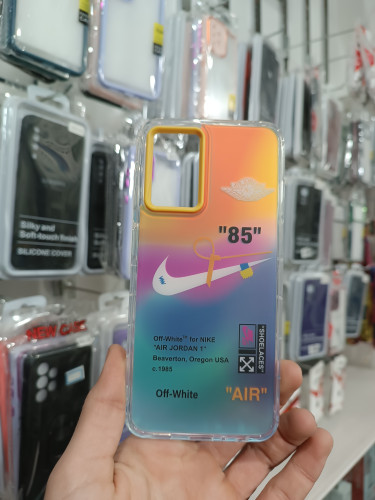 "85"
Off-White™ for NIKE
"AIR JORDAN 1"
Beaverton, Oregon USA
c.1985
"SHOELACES"
Off-White
"AIR"
Silky and
Soft-touch finish
SILICONE COVER